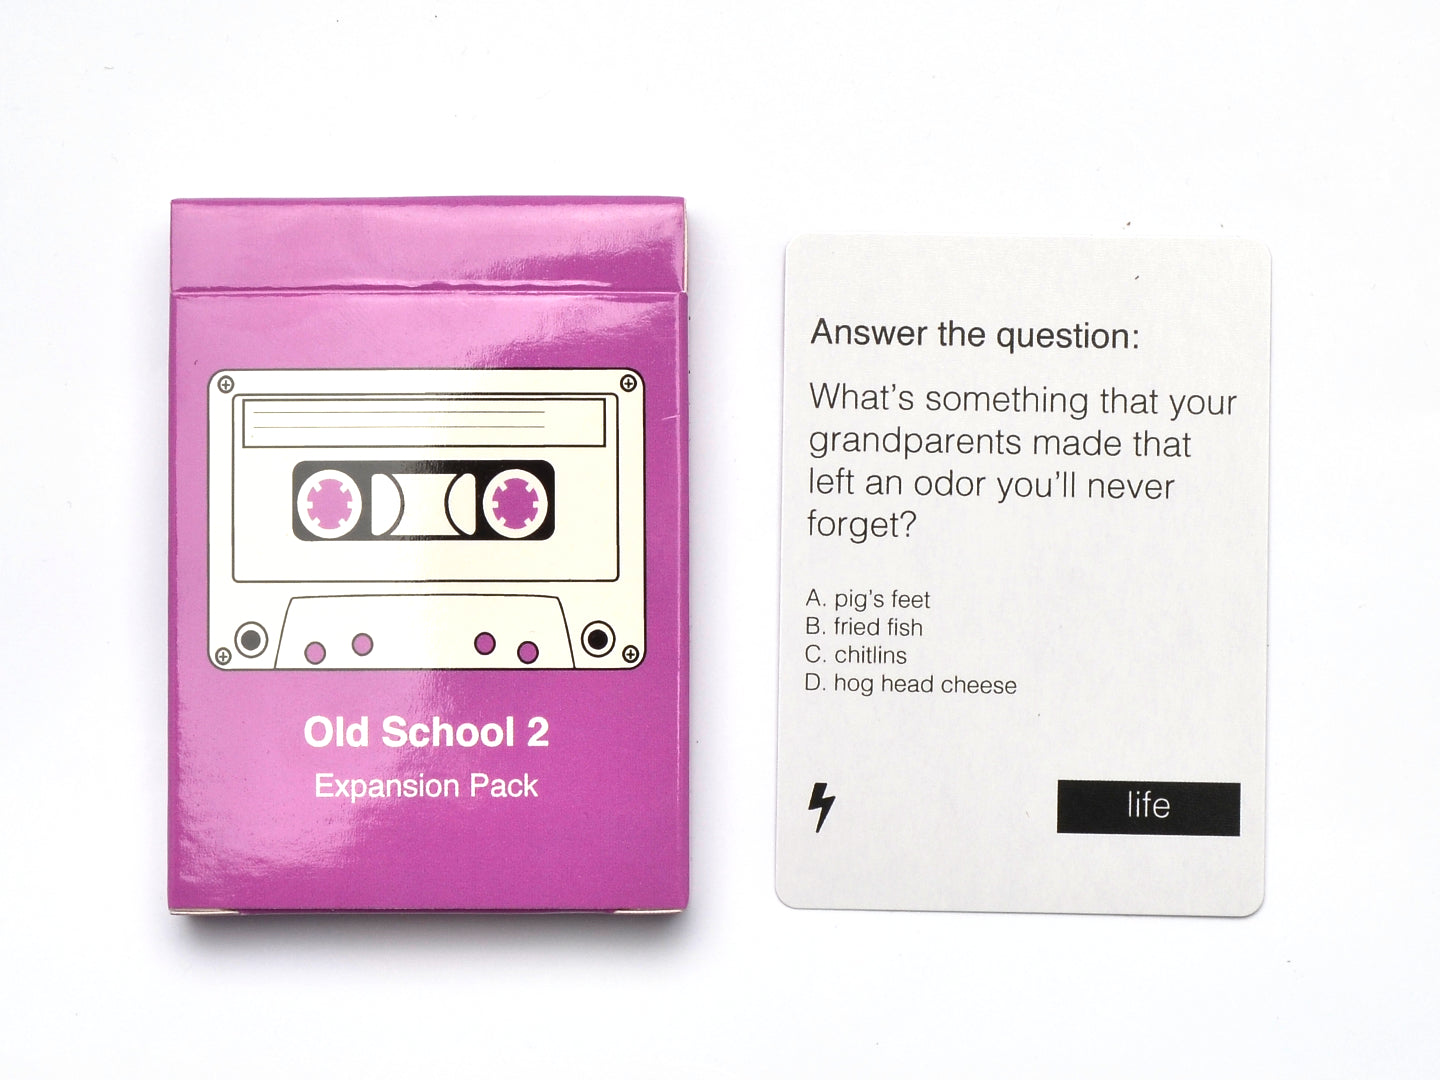 Old School 2
Expansion Pack
Answer the question:
What's something that your
grandparents made that
left an odor you'll never
forget?
A. pig's feet
B. fried fish
C. chitlins
D. hog head cheese
life